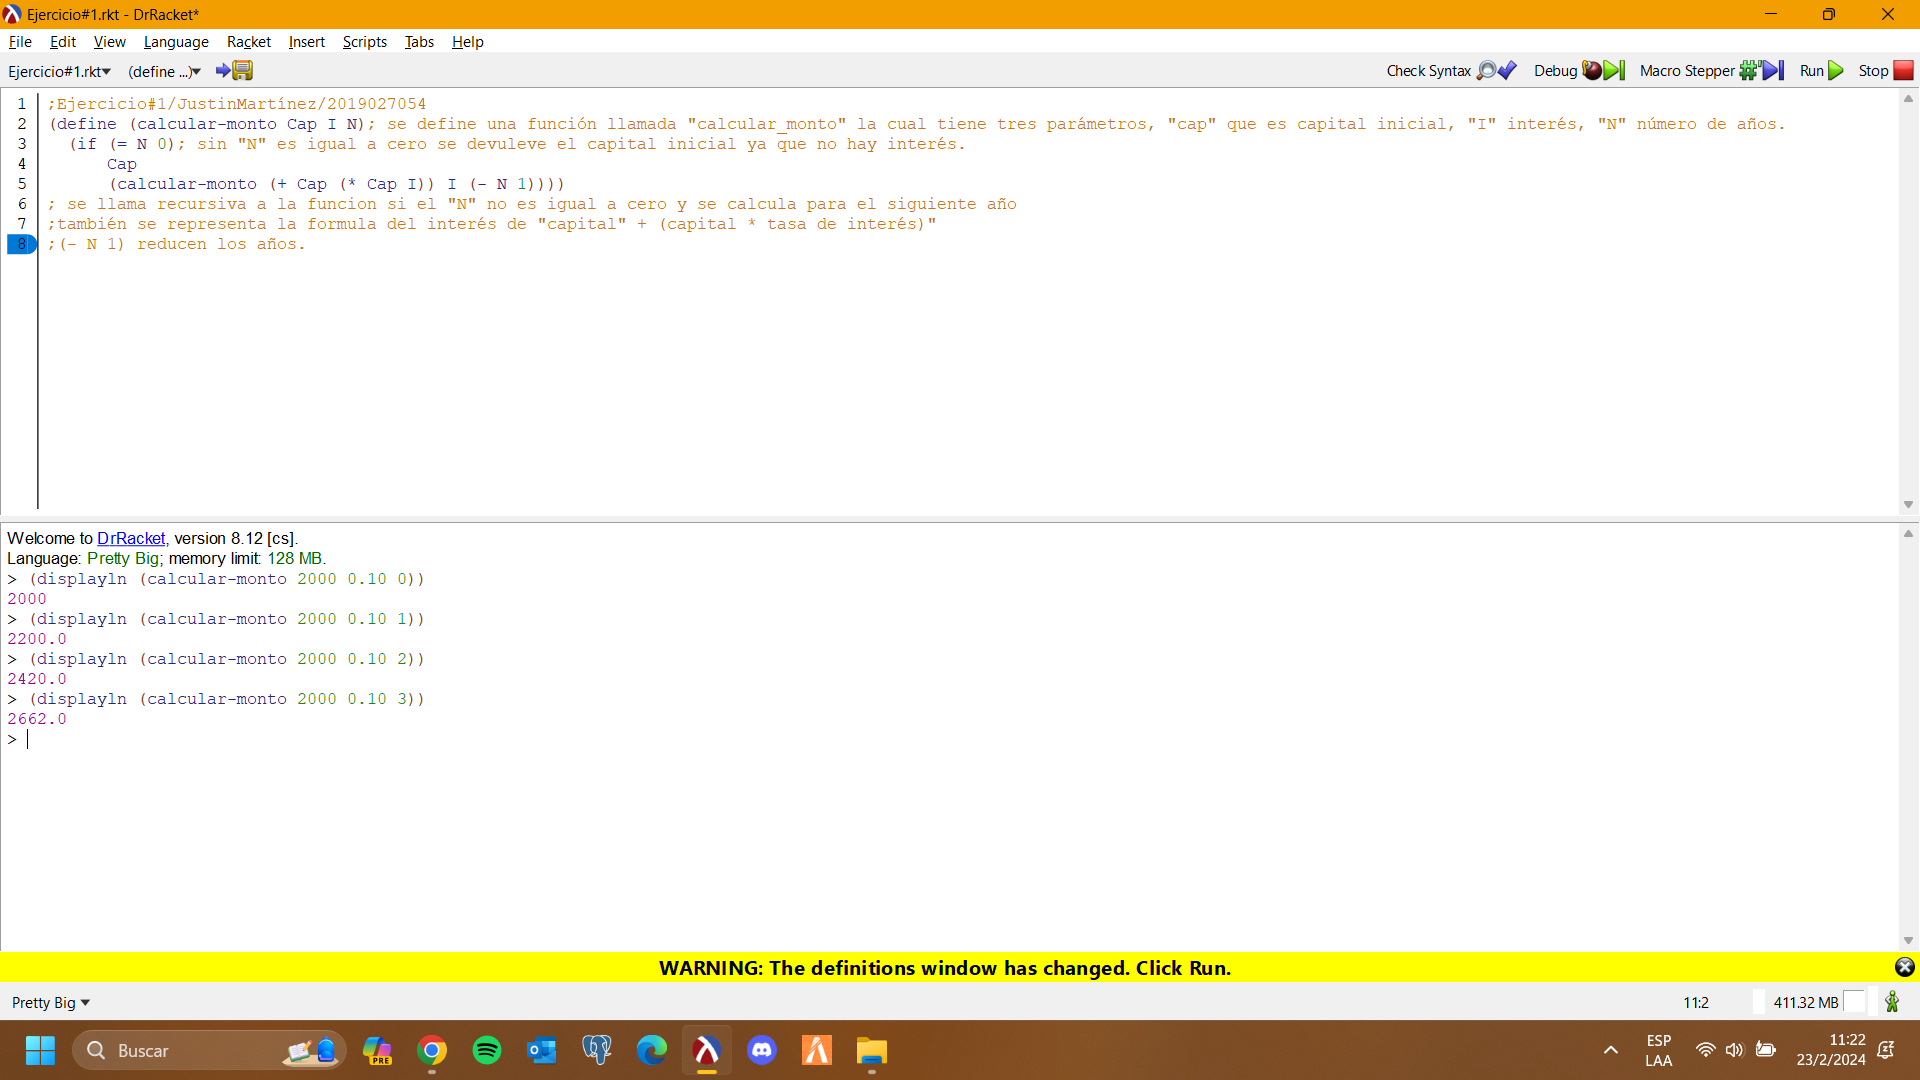 Ejercicio#1.rkt - DrRacket*
File Edit View Language Racket Insert Scripts Tabs Help
Ejercicio#1.rkt▾ (define ...)▾ Check Syntax Debug Macro Stepper Run Stop
1 ;Ejercicio#1/JustinMartínez/2019027054
2 (define (calcular-monto Cap I N); se define una función llamada "calcular_monto" la cual tiene tres parámetros, "cap" que es capital inicial, "I" interés, "N" número de años.
3 (if (= N 0); sin "N" es igual a cero se devuleve el capital inicial ya que no hay interés.
4 Cap
5 (calcular-monto (+ Cap (* Cap I)) I (- N 1))))
6 ; se llama recursiva a la funcion si el "N" no es igual a cero y se calcula para el siguiente año
7 ;también se representa la formula del interés de "capital" + (capital * tasa de interés)"
8 ;(- N 1) reducen los años.
Welcome to DrRacket, version 8.12 [cs].
Language: Pretty Big; memory limit: 128 MB.
> (displayln (calcular-monto 2000 0.10 0))
2000
> (displayln (calcular-monto 2000 0.10 1))
2200.0
> (displayln (calcular-monto 2000 0.10 2))
2420.0
> (displayln (calcular-monto 2000 0.10 3))
2662.0
>
WARNING: The definitions window has changed. Click Run.
Pretty Big ▾ 11:2 411.32 MB
Buscar PRE ESP LAA 11:22 23/2/2024